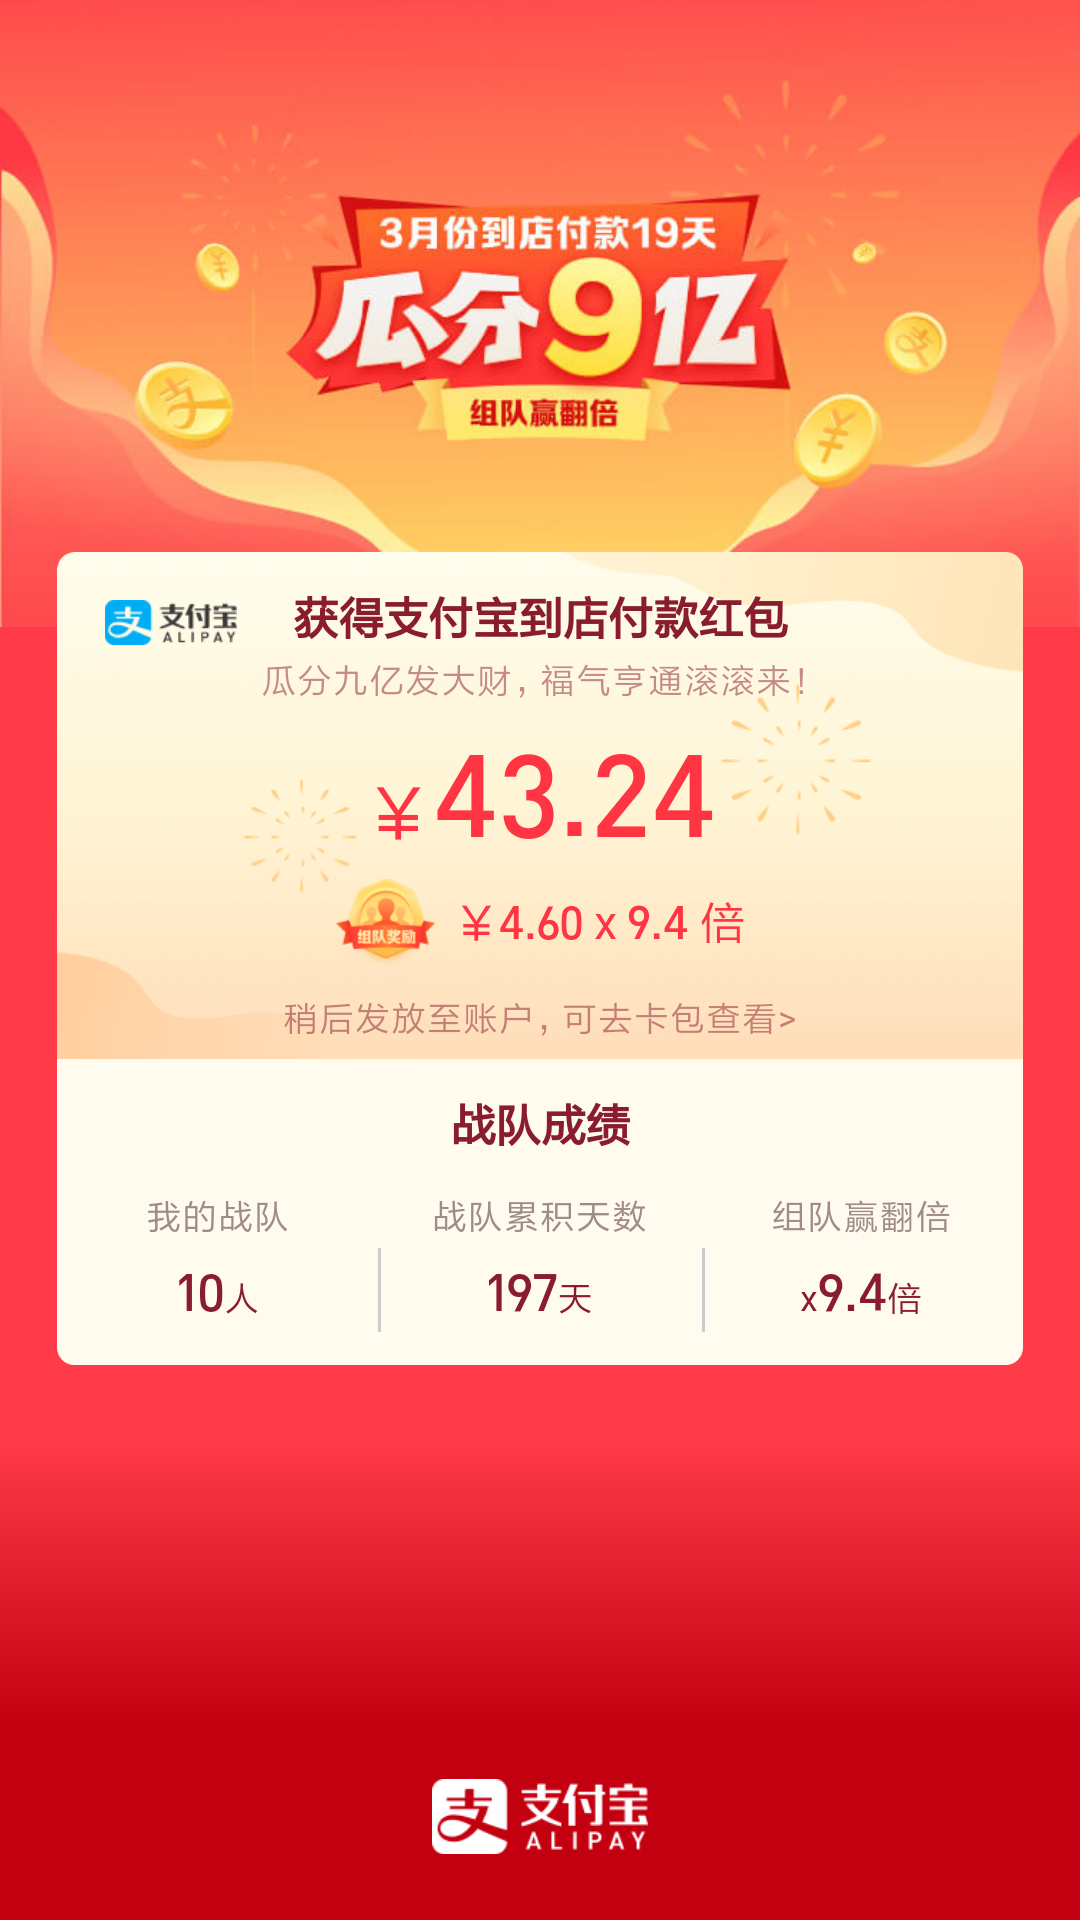 3月份到店付款19天
瓜分9亿
组队赢翻倍
支付宝
ALIPAY
获得支付宝到店付款红包
瓜分九亿发大财，福气亨通滚滚来！
￥43.24
组队奖励
￥4.60 x 9.4 倍
稍后发放至账户，可去卡包查看>
战队成绩
我的战队 战队累积天数 组队赢翻倍
10人 197天 x9.4倍
支付宝
ALIPAY